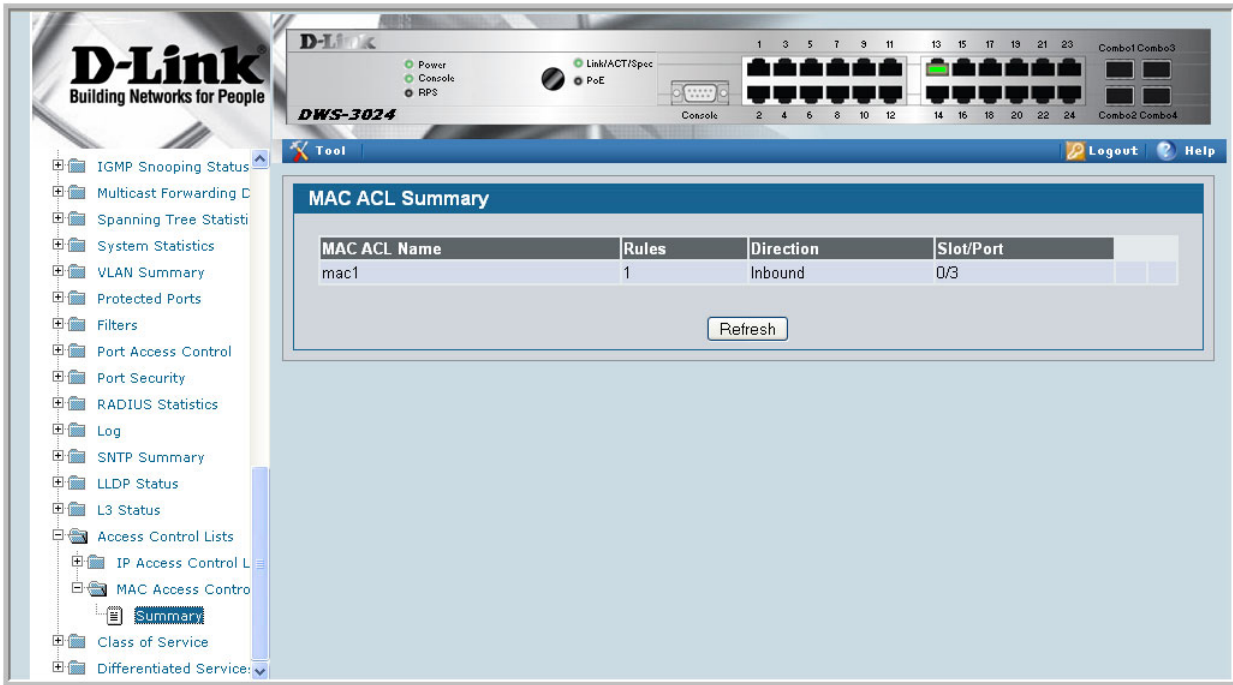 D-Link
Building Networks for People
D-Link
Power
Console
RPS
Link/ACT/Spec
PoE
DWS-3024
Console
1 3 5 7 9 11 13 15 17 19 21 23
2 4 6 8 10 12 14 16 18 20 22 24
Combo1 Combo3
Combo2 Combo4
Tool
Logout
Help
IGMP Snooping Status
Multicast Forwarding D
Spanning Tree Statisti
System Statistics
VLAN Summary
Protected Ports
Filters
Port Access Control
Port Security
RADIUS Statistics
Log
SNTP Summary
LLDP Status
L3 Status
Access Control Lists
IP Access Control L
MAC Access Contro
Summary
Class of Service
Differentiated Service:
MAC ACL Summary
MAC ACL Name Rules Direction Slot/Port
mac1 1 Inbound 0/3
Refresh